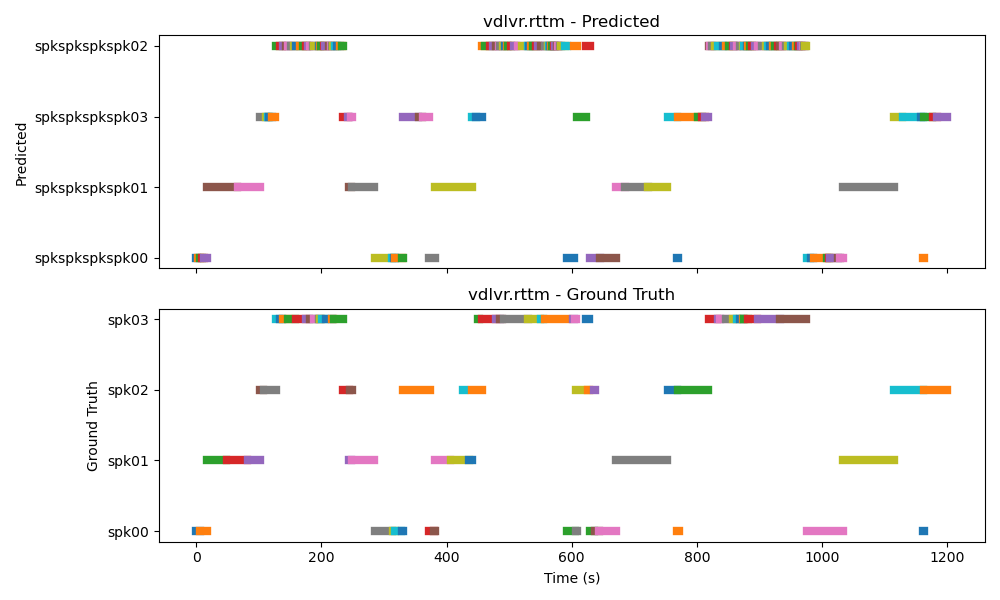 vdlvr.rttm - Predicted
spkspkspkspk02
spkspkspkspk03
spkspkspkspk01
spkspkspkspk00
Predicted
vdlvr.rttm - Ground Truth
spk03
spk02
spk01
spk00
Ground Truth
0 200 400 600 800 1000 1200
Time (s)